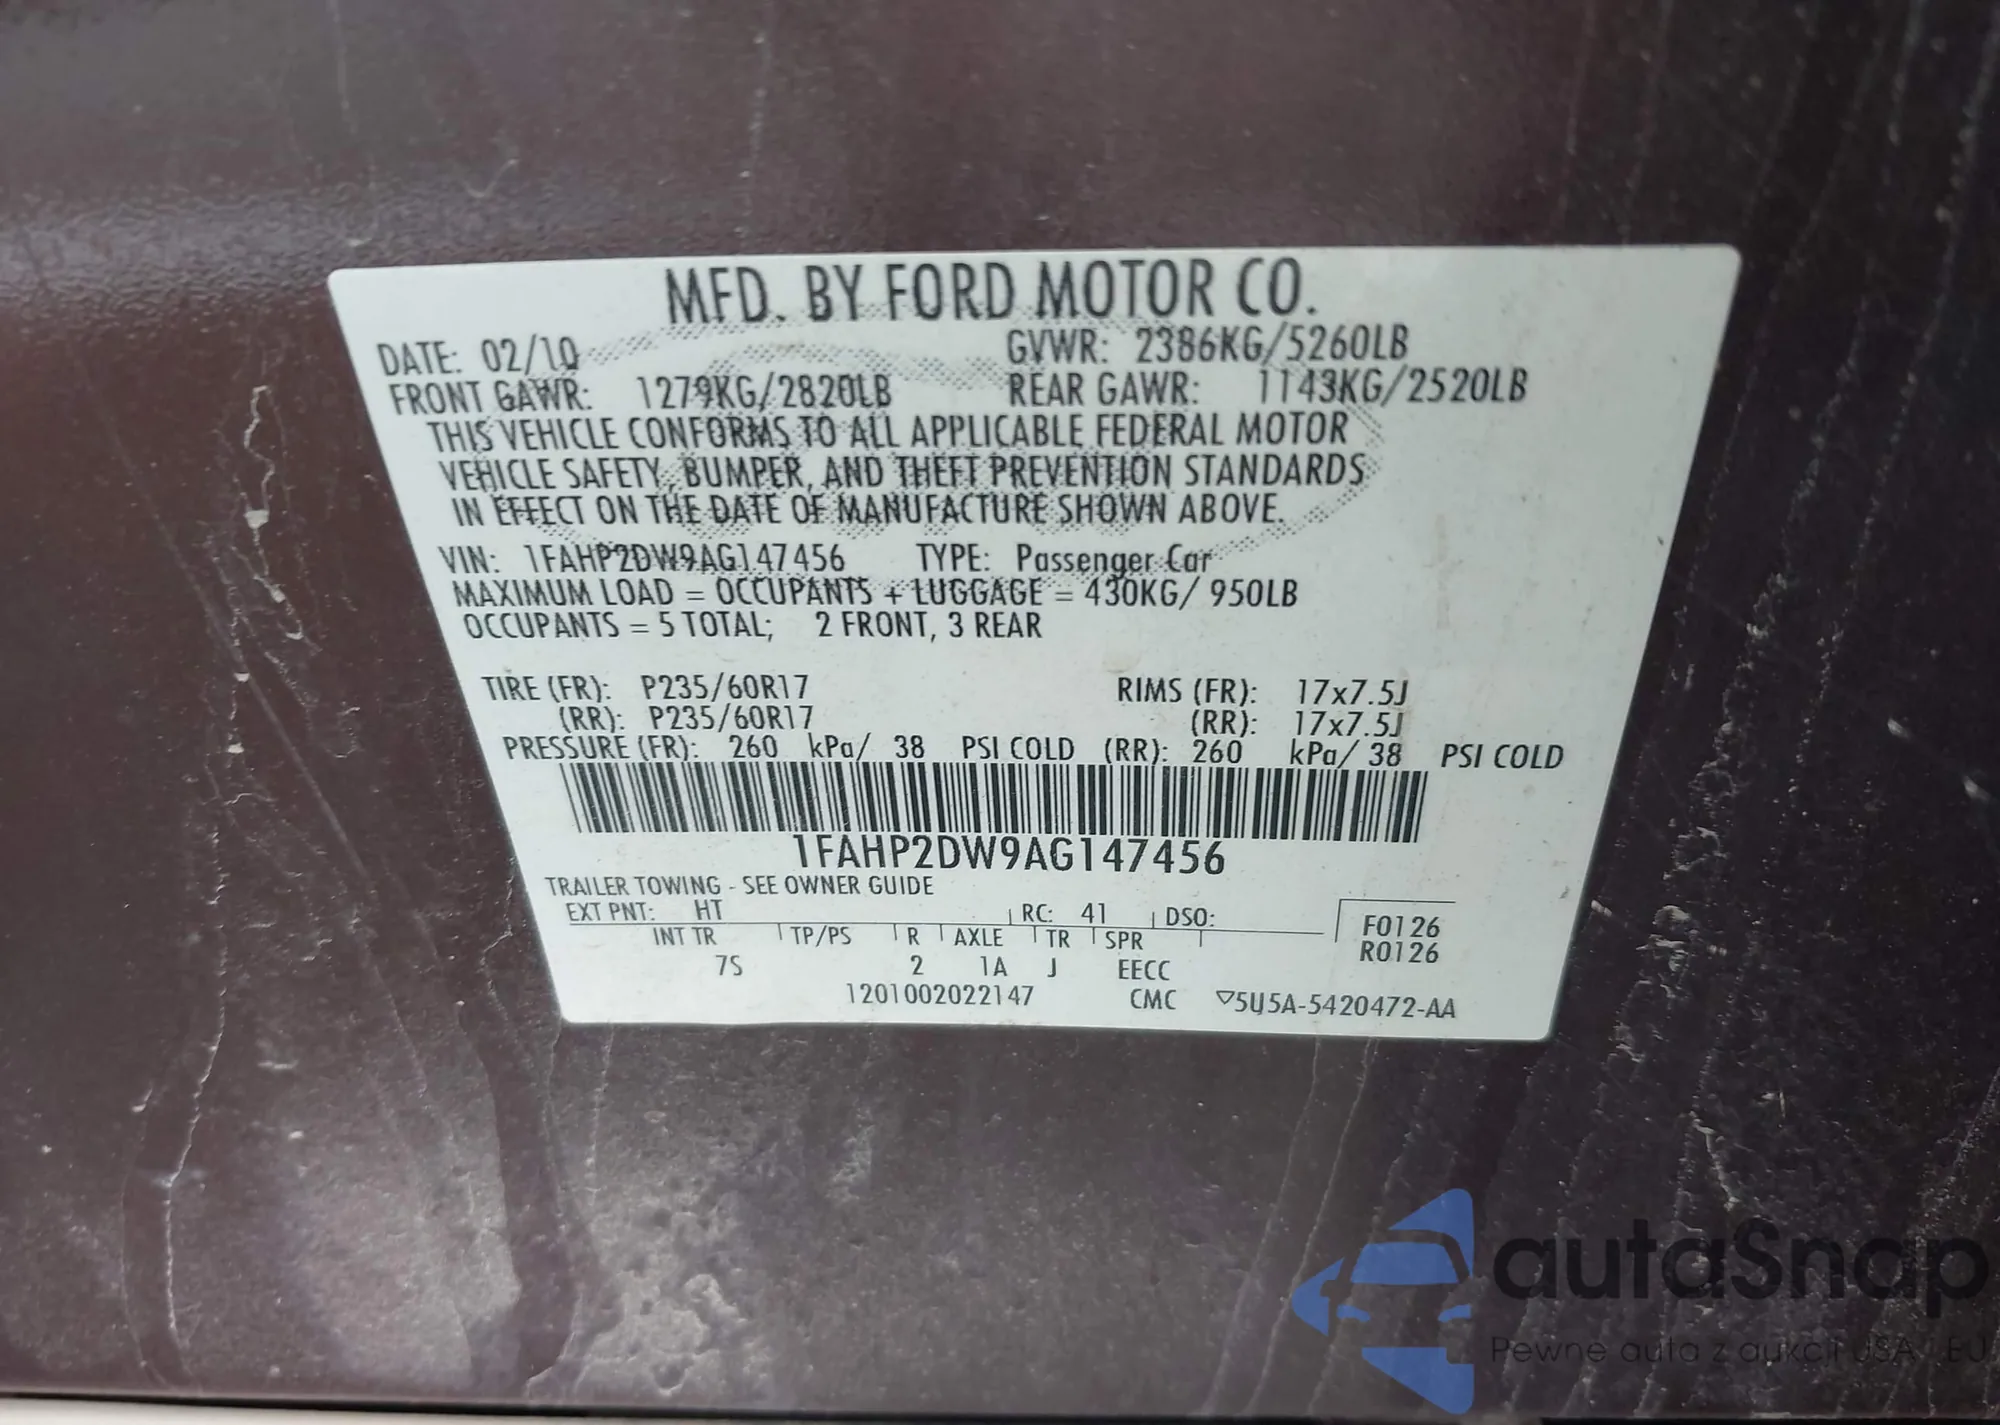 MFD. BY FORD MOTOR CO.
DATE: 02/10 GVWR: 2386KG/5260LB
FRONT GAWR: 1279KG/2820LB REAR GAWR: 1143KG/2520LB
THIS VEHICLE CONFORMS TO ALL APPLICABLE FEDERAL MOTOR
VEHICLE SAFETY, BUMPER, AND THEFT PREVENTION STANDARDS
IN EFFECT ON THE DATE OF MANUFACTURE SHOWN ABOVE.
VIN: 1FAHP2DW9AG147456 TYPE: Passenger Car
MAXIMUM LOAD = OCCUPANTS + LUGGAGE = 430KG/ 950LB
OCCUPANTS = 5 TOTAL; 2 FRONT, 3 REAR
TIRE (FR): P235/60R17 RIMS (FR): 17x7.5J
(RR): P235/60R17 (RR): 17x7.5J
PRESSURE (FR): 260 kPa/ 38 PSI COLD (RR): 260 kPa/ 38 PSI COLD
1FAHP2DW9AG147456
TRAILER TOWING - SEE OWNER GUIDE
EXT PNT: HT RC: 41 DSO: F0126
INT TR TP/PS R AXLE TR SPR R0126
7S 2 1A J EECC
1201002022147 CMC ▽5U5A-5420472-AA
autaSnap
Pewne auta z aukcji USA i EU